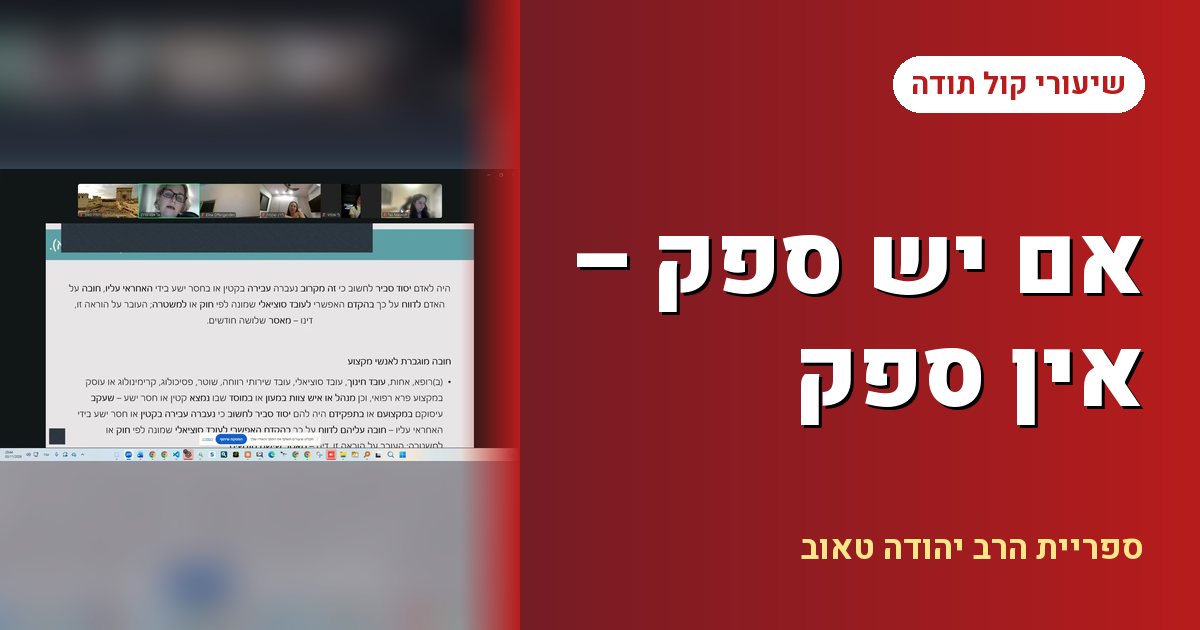 שיעורי קול תודה
אם יש ספק –
אין ספק
ספריית הרב יהודה טאוב
היה לאדם יסוד סביר לחשוב כי זה מקרוב נעברה עבירה בקטין או בחסר ישע בידי האחראי עליו, חובה על
האדם לדווח על כך בהקדם האפשרי לעובד סוציאלי שמונה לפי חוק או למשטרה; העובר על הוראה זו,
דינו – מאסר שלושה חודשים.
חובה מוגברת לאנשי מקצוע
• (ב)רופא, אחות, עובד חינוך, עובד סוציאלי, עובד שירותי רווחה, שוטר, פסיכולוג, קרימינולוג או עוסק
במקצוע פרא רפואי, וכן מנהל או איש צוות במעון או במוסד שבו נמצא קטין או חסר ישע – שעקב
עיסוקם במקצועם או בתפקידם היה להם יסוד סביר לחשוב כי נעברה עבירה בקטין או חסר ישע בידי
האחראי עליו – חובה עליהם לדווח על כך בהקדם האפשרי לעובד סוציאלי שמונה לפי חוק או
למשטרה; העובר על הוראה זו, דינו –